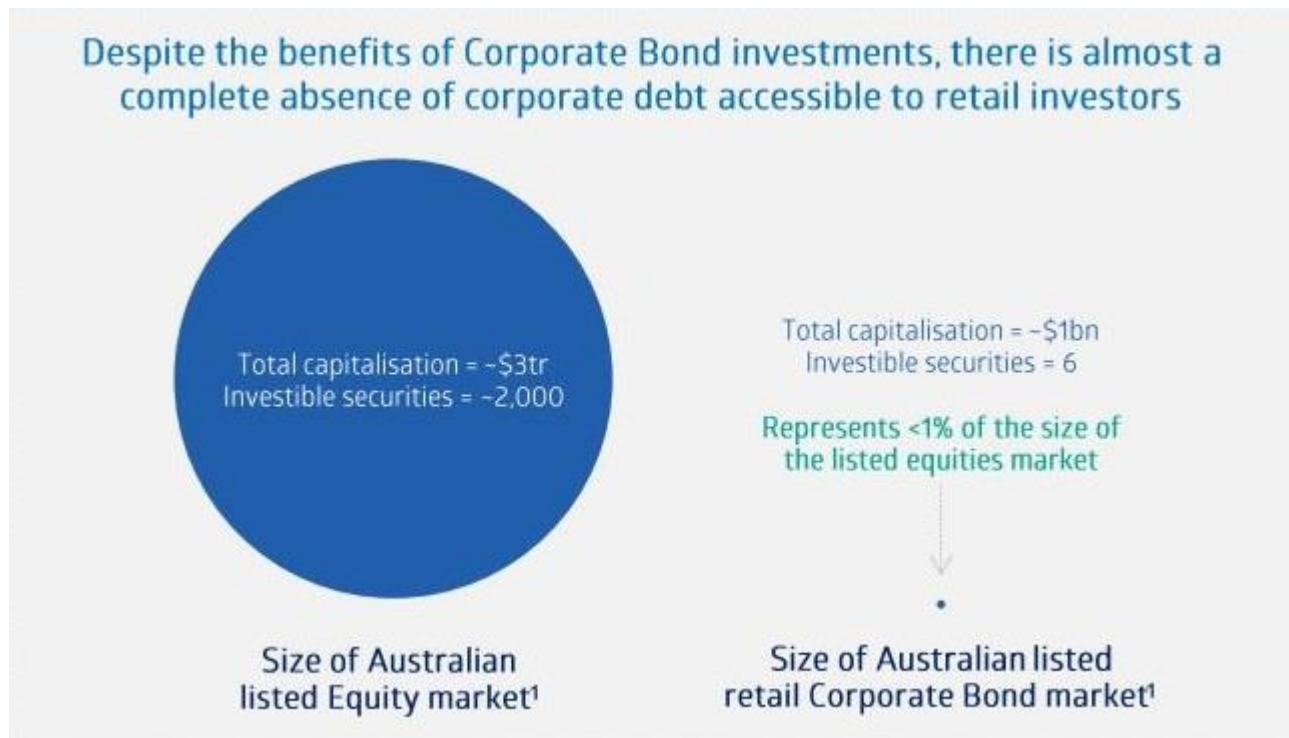 Despite the benefits of Corporate Bond investments, there is almost a
complete absence of corporate debt accessible to retail investors
Total capitalisation = ~$3tr
Investible securities = ~2,000
Total capitalisation = ~$1bn
Investible securities = 6
Represents <1% of the size of
the listed equities market
Size of Australian
listed Equity market¹
Size of Australian listed
retail Corporate Bond market¹